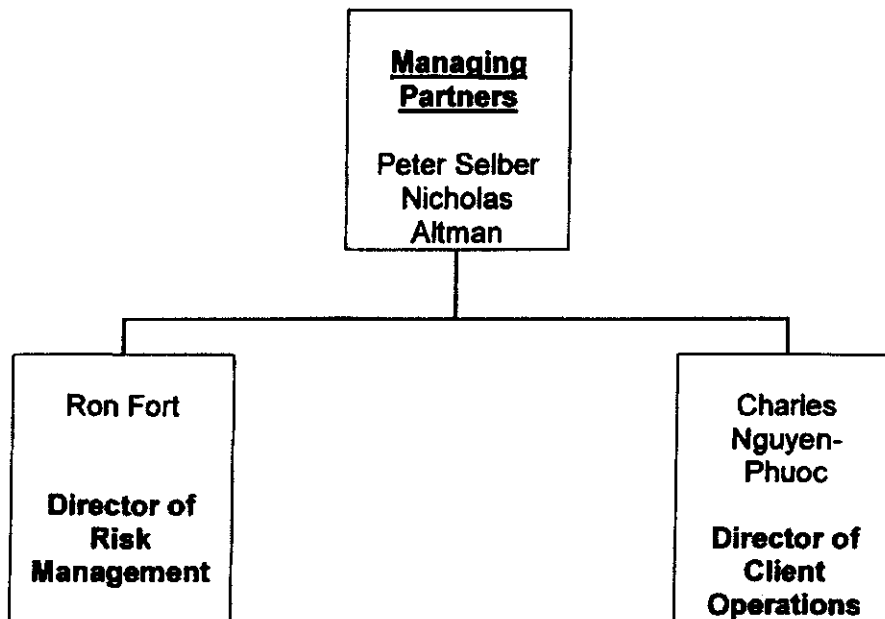 Managing
Partners
Peter Selber
Nicholas
Altman
Ron Fort
Director of
Risk
Management
Charles
Nguyen-
Phuoc
Director of
Client
Operations